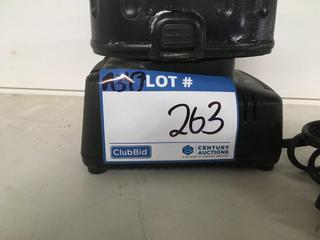 LOT #
263
ClubBid
CENTURY
AUCTIONS